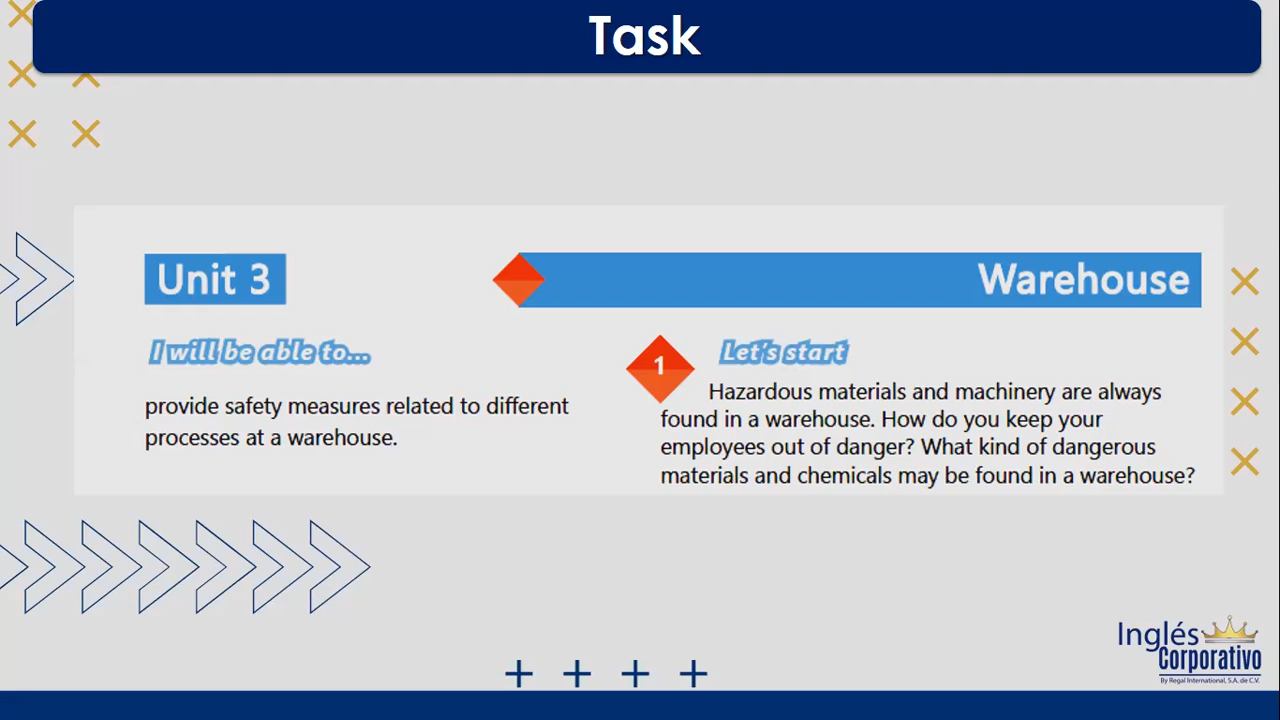 Task
Unit 3
Warehouse
I will be able to...
provide safety measures related to different
processes at a warehouse.
1
Let's start
Hazardous materials and machinery are always
found in a warehouse. How do you keep your
employees out of danger? What kind of dangerous
materials and chemicals may be found in a warehouse?
Inglés
Corporativo
By Regal International, S.A. de C.V.